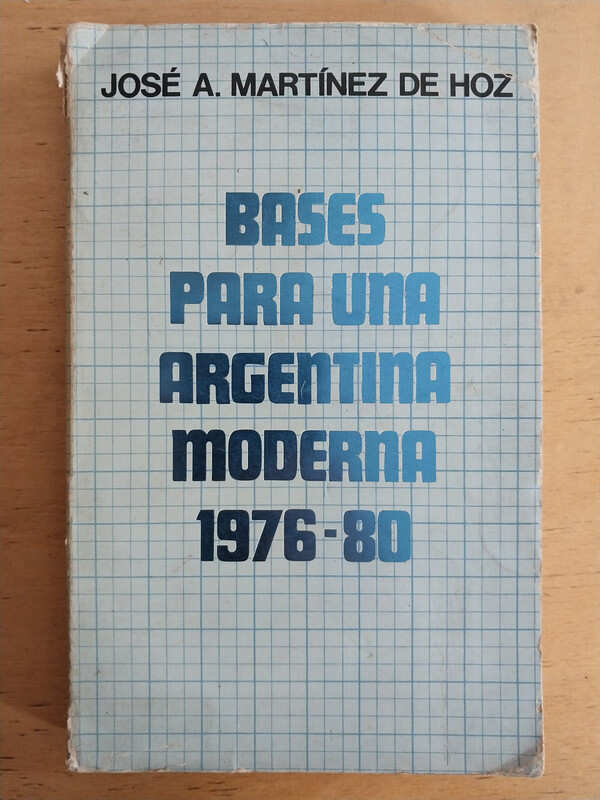 JOSÉ A. MARTÍNEZ DE HOZ
BASES
PARA UNA
ARGENTINA
MODERNA
1976-80